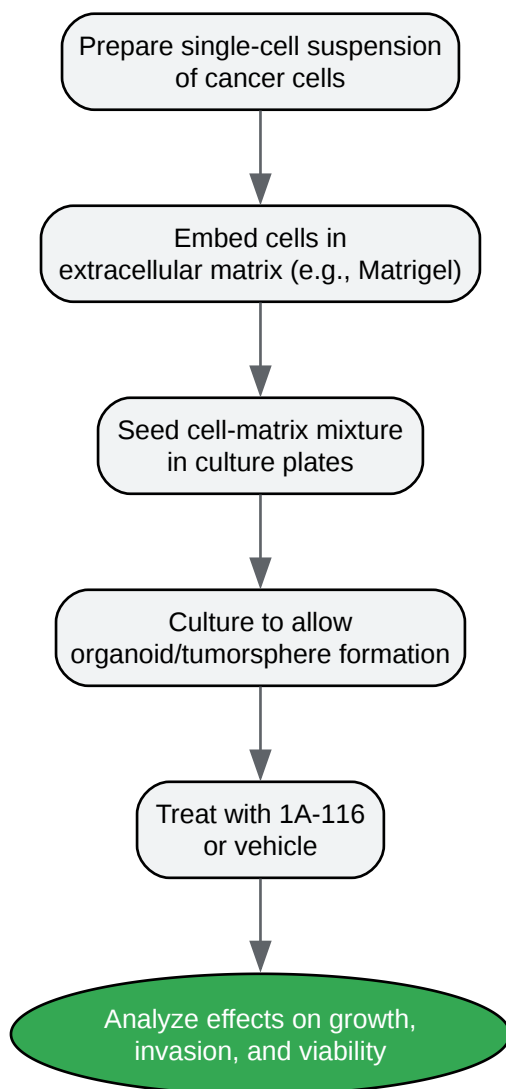 Prepare single-cell suspension
of cancer cells
Embed cells in
extracellular matrix (e.g., Matrigel)
Seed cell-matrix mixture
in culture plates
Culture to allow
organoid/tumorsphere formation
Treat with 1A-116
or vehicle
Analyze effects on growth,
invasion, and viability